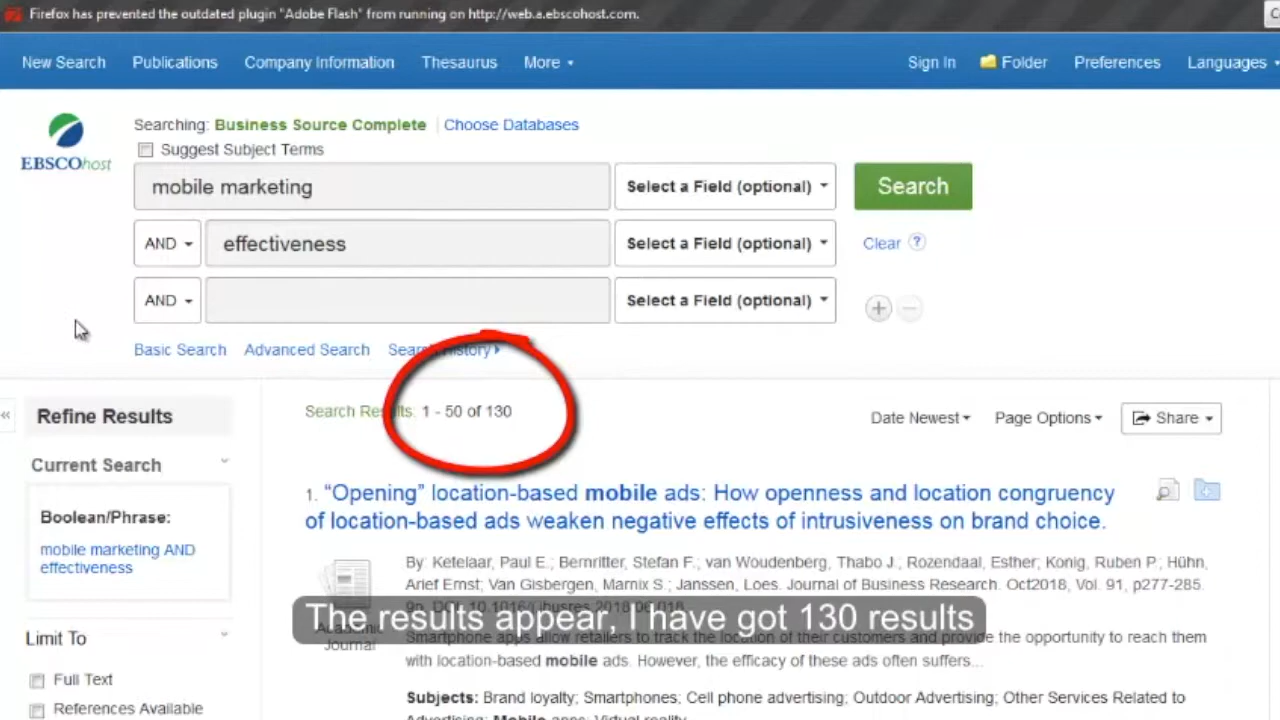 Firefox has prevented the outdated plugin "Adobe Flash" from running on http://web.a.ebscohost.com.
New Search Publications Company Information Thesaurus More Sign In Folder Preferences Languages
EBSCOhost
Searching: Business Source Complete Choose Databases
Suggest Subject Terms
mobile marketing Select a Field (optional) Search
AND effectiveness Select a Field (optional) Clear ?
AND Select a Field (optional)
Basic Search Advanced Search Search History
Refine Results
Search Results: 1 - 50 of 130 Date Newest Page Options Share
Current Search
Boolean/Phrase:
mobile marketing AND
effectiveness
Limit To
Full Text
References Available
1. “Opening” location-based mobile ads: How openness and location congruency
of location-based ads weaken negative effects of intrusiveness on brand choice.
By: Ketelaar, Paul E.; Bernritter, Stefan F.; van Woudenberg, Thabo J.; Rozendaal, Esther; Konig, Ruben P.; Hühn,
Arief Ernst; Van Gisbergen, Marnix S.; Janssen, Loes. Journal of Business Research. Oct2018, Vol. 91, p277-285.
The results appear, I have got 130 results
Academic
Journal
Smartphone apps allow retailers to track the location of their customers and provide the opportunity to reach them
with location-based mobile ads. However, the efficacy of these ads often suffers...
Subjects: Brand loyalty; Smartphones; Cell phone advertising; Outdoor Advertising; Other Services Related to
Advertising; Mobile apps; Virtual reality